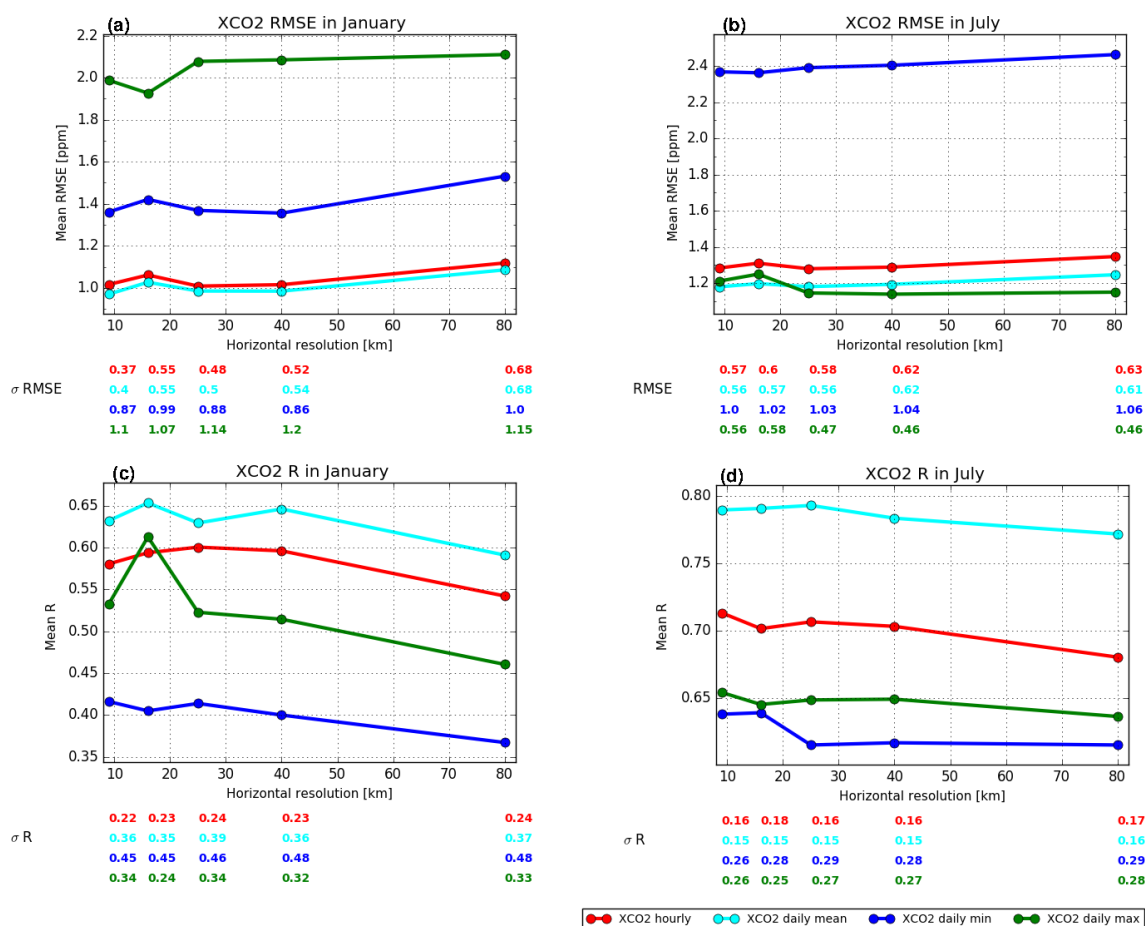 (a) XCO2 RMSE in January
2.2
2.0
1.8
1.6
1.4
1.2
1.0
Mean RMSE [ppm]
10 20 30 40 50 60 70 80
Horizontal resolution [km]
σ RMSE
0.37 0.55 0.48 0.52 0.68
0.4 0.55 0.5 0.54 0.68
0.87 0.99 0.88 0.86 1.0
1.1 1.07 1.14 1.2 1.15
(b) XCO2 RMSE in July
2.4
2.2
2.0
1.8
1.6
1.4
1.2
Mean RMSE [ppm]
10 20 30 40 50 60 70 80
Horizontal resolution [km]
RMSE
0.57 0.6 0.58 0.62 0.63
0.56 0.57 0.56 0.62 0.61
1.0 1.02 1.03 1.04 1.06
0.56 0.58 0.47 0.46 0.46
(c) XCO2 R in January
0.65
0.60
0.55
0.50
0.45
0.40
0.35
Mean R
10 20 30 40 50 60 70 80
Horizontal resolution [km]
σ R
0.22 0.23 0.24 0.23 0.24
0.36 0.35 0.39 0.36 0.37
0.45 0.45 0.46 0.48 0.48
0.34 0.24 0.34 0.32 0.33
(d) XCO2 R in July
0.80
0.75
0.70
0.65
Mean R
10 20 30 40 50 60 70 80
Horizontal resolution [km]
σ R
0.16 0.18 0.16 0.16 0.17
0.15 0.15 0.15 0.15 0.16
0.26 0.28 0.29 0.28 0.29
0.26 0.25 0.27 0.27 0.28
XCO2 hourly XCO2 daily mean XCO2 daily min XCO2 daily max